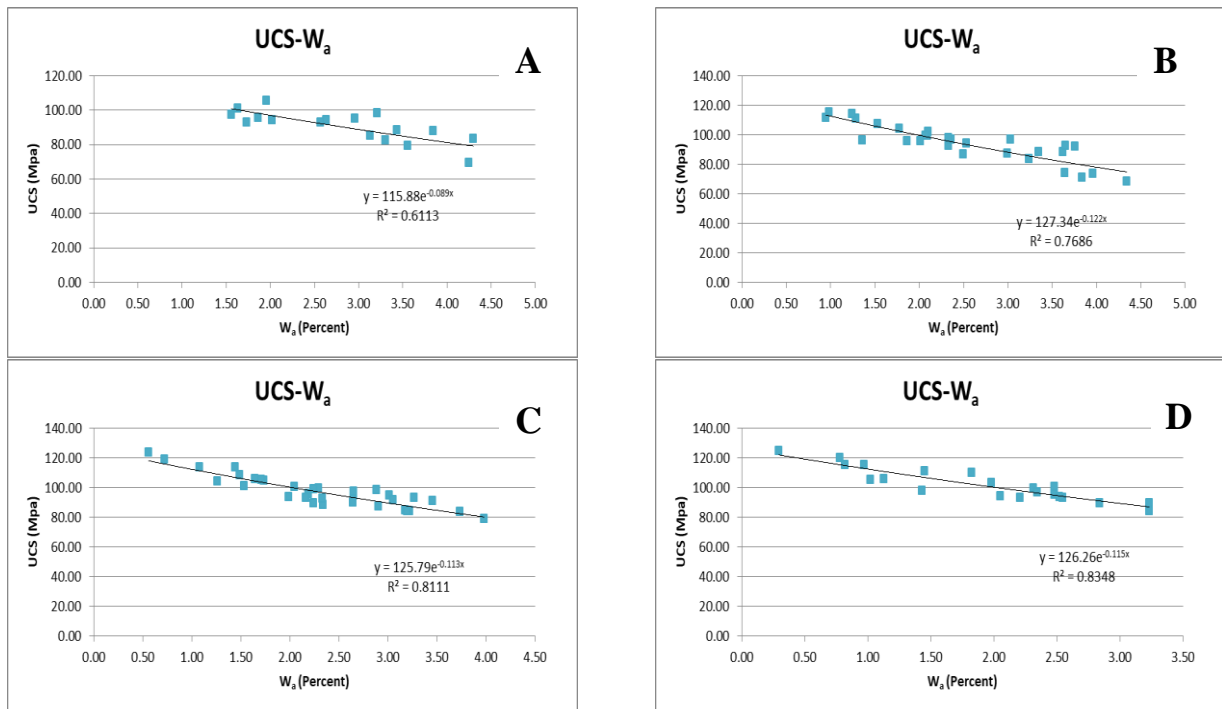 UCS-Wa
A
120.00
100.00
80.00
60.00
40.00
20.00
0.00
UCS (Mpa)
y = 115.88e-0.089x
R² = 0.6113
0.00 0.50 1.00 1.50 2.00 2.50 3.00 3.50 4.00 4.50 5.00
Wa (Percent)
UCS-Wa
B
140.00
120.00
100.00
80.00
60.00
40.00
20.00
0.00
UCS (Mpa)
y = 127.34e-0.122x
R² = 0.7686
0.00 0.50 1.00 1.50 2.00 2.50 3.00 3.50 4.00 4.50 5.00
Wa (Percent)
UCS-Wa
C
140.00
120.00
100.00
80.00
60.00
40.00
20.00
0.00
UCS (Mpa)
y = 125.79e-0.113x
R² = 0.8111
0.00 0.50 1.00 1.50 2.00 2.50 3.00 3.50 4.00 4.50
Wa (Percent)
UCS-Wa
D
140.00
120.00
100.00
80.00
60.00
40.00
20.00
0.00
UCS (Mpa)
y = 126.26e-0.115x
R² = 0.8348
0.00 0.50 1.00 1.50 2.00 2.50 3.00 3.50
Wa (Percent)